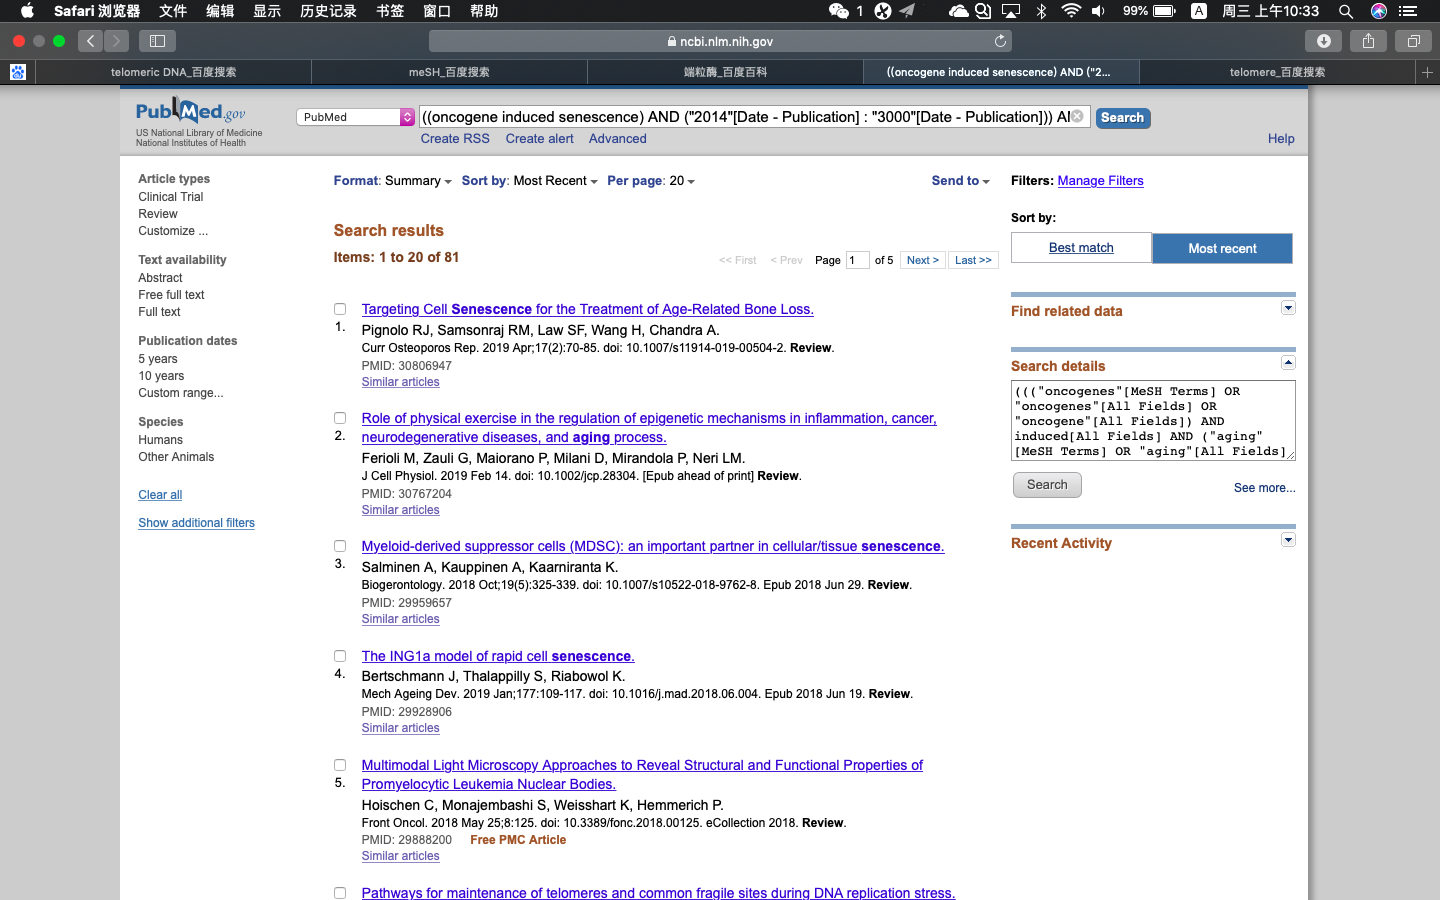 Safari 浏览器 文件 编辑 显示 历史记录 书签 窗口 帮助 1 99% A 周三 上午10:33
ncbi.nlm.nih.gov
telomeric DNA_百度搜索 meSH_百度搜索 端粒酶_百度百科 ((oncogene induced senescence) AND ("2... telomere_百度搜索
PubMed.gov
US National Library of Medicine
National Institutes of Health
PubMed ((oncogene induced senescence) AND ("2014"[Date - Publication] : "3000"[Date - Publication])) AI Search
Create RSS Create alert Advanced Help
Article types
Clinical Trial
Review
Customize ...
Text availability
Abstract
Free full text
Full text
Publication dates
5 years
10 years
Custom range...
Species
Humans
Other Animals
Clear all
Show additional filters
Format: Summary Sort by: Most Recent Per page: 20 Send to
Search results
Items: 1 to 20 of 81
<< First < Prev Page 1 of 5 Next > Last >>
Targeting Cell Senescence for the Treatment of Age-Related Bone Loss.
1. Pignolo RJ, Samsonraj RM, Law SF, Wang H, Chandra A.
Curr Osteoporos Rep. 2019 Apr;17(2):70-85. doi: 10.1007/s11914-019-00504-2. Review.
PMID: 30806947
Similar articles
Role of physical exercise in the regulation of epigenetic mechanisms in inflammation, cancer,
2. neurodegenerative diseases, and aging process.
Ferioli M, Zauli G, Maiorano P, Milani D, Mirandola P, Neri LM.
J Cell Physiol. 2019 Feb 14. doi: 10.1002/jcp.28304. [Epub ahead of print] Review.
PMID: 30767204
Similar articles
Myeloid-derived suppressor cells (MDSC): an important partner in cellular/tissue senescence.
3. Salminen A, Kauppinen A, Kaarniranta K.
Biogerontology. 2018 Oct;19(5):325-339. doi: 10.1007/s10522-018-9762-8. Epub 2018 Jun 29. Review.
PMID: 29959657
Similar articles
The ING1a model of rapid cell senescence.
4. Bertschmann J, Thalappilly S, Riabowol K.
Mech Ageing Dev. 2019 Jan;177:109-117. doi: 10.1016/j.mad.2018.06.004. Epub 2018 Jun 19. Review.
PMID: 29928906
Similar articles
Multimodal Light Microscopy Approaches to Reveal Structural and Functional Properties of
5. Promyelocytic Leukemia Nuclear Bodies.
Hoischen C, Monajembashi S, Weisshart K, Hemmerich P.
Front Oncol. 2018 May 25;8:125. doi: 10.3389/fonc.2018.00125. eCollection 2018. Review.
PMID: 29888200 Free PMC Article
Similar articles
Pathways for maintenance of telomeres and common fragile sites during DNA replication stress.
Filters: Manage Filters
Sort by:
Best match Most recent
Find related data
Search details
((("oncogenes"[MeSH Terms] OR
"oncogenes"[All Fields] OR
"oncogene"[All Fields]) AND
induced[All Fields] AND ("aging"
[MeSH Terms] OR "aging"[All Fields]
Search See more...
Recent Activity